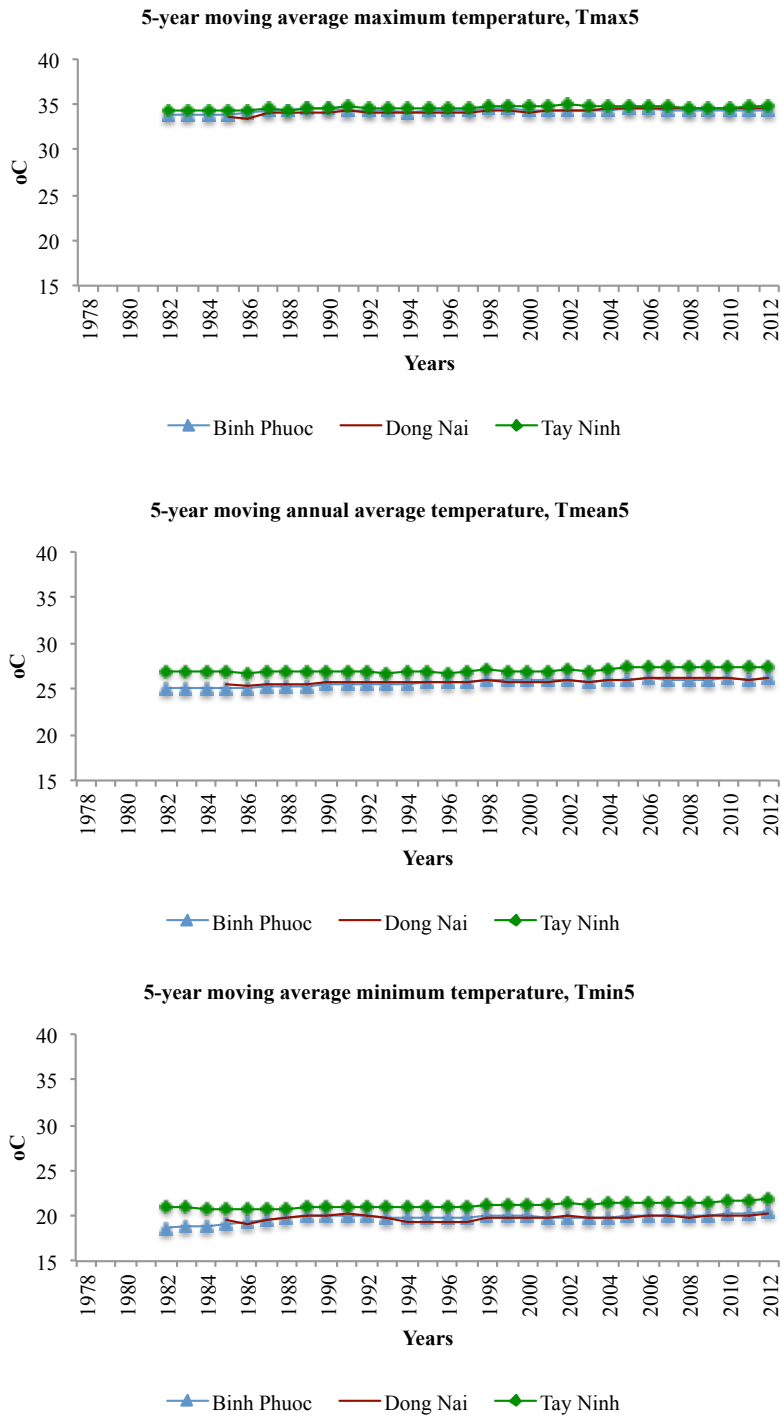 5-year moving average maximum temperature, Tmax5
40
35
30
25
20
15
oC
1978 1980 1982 1984 1986 1988 1990 1992 1994 1996 1998 2000 2002 2004 2006 2008 2010 2012
Years
Binh Phuoc Dong Nai Tay Ninh
5-year moving annual average temperature, Tmean5
40
35
30
25
20
15
oC
1978 1980 1982 1984 1986 1988 1990 1992 1994 1996 1998 2000 2002 2004 2006 2008 2010 2012
Years
Binh Phuoc Dong Nai Tay Ninh
5-year moving average minimum temperature, Tmin5
40
35
30
25
20
15
oC
1978 1980 1982 1984 1986 1988 1990 1992 1994 1996 1998 2000 2002 2004 2006 2008 2010 2012
Years
Binh Phuoc Dong Nai Tay Ninh